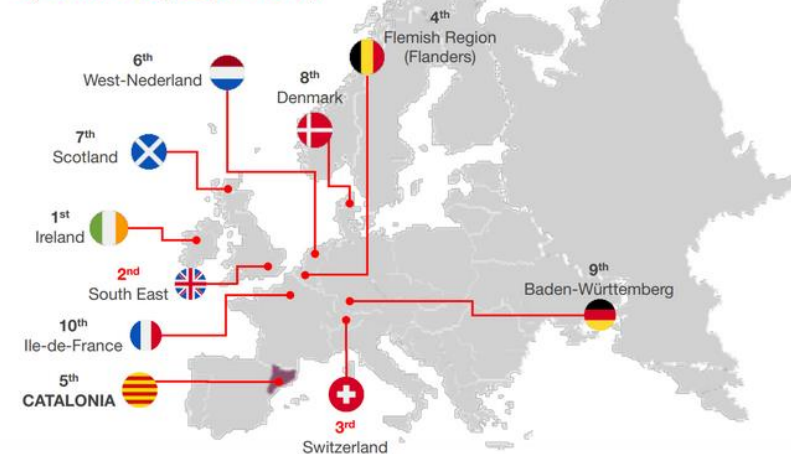 4th
Flemish Region
(Flanders)
6th
West-Nederland
8th
Denmark
7th
Scotland
1st
Ireland
2nd
South East
9th
Baden-Württemberg
10th
Ile-de-France
5th
CATALONIA
3rd
Switzerland